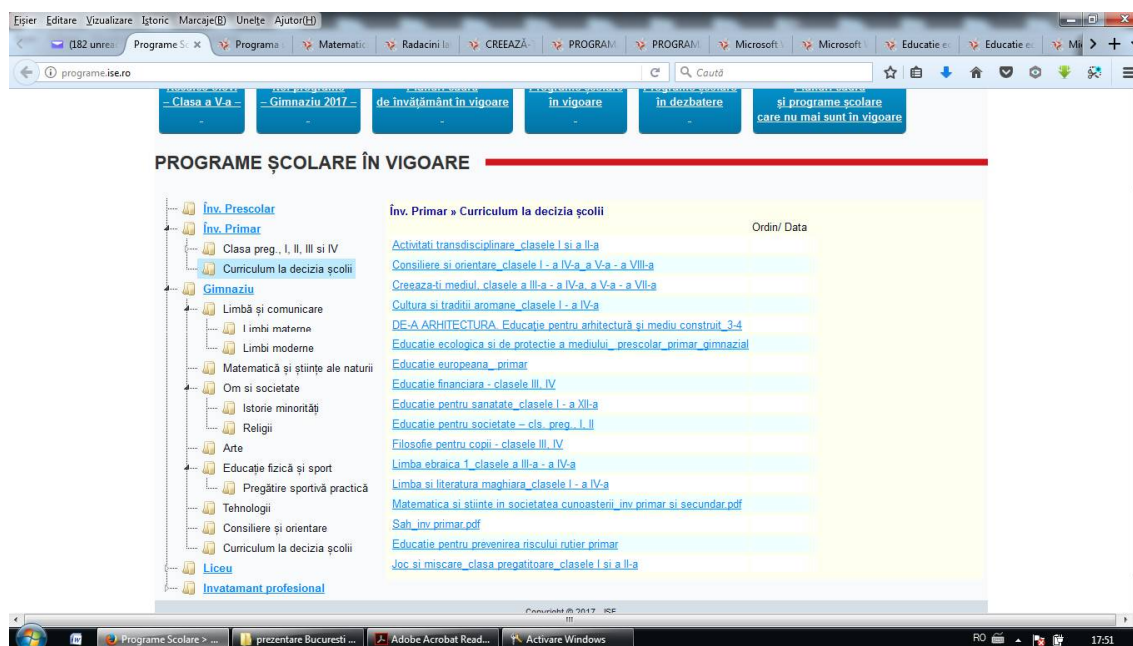 Fișier Editare Vizualizare Istoric Marcaje(B) Unelte Ajutor(H)
(182 unrea
Programe Șc
Programa
Matematic
Radacini la
CREEAZĂ-
PROGRAM
PROGRAM
Microsoft
Microsoft
Educatie ec
Educatie ec
programe.ise.ro
Caută
– Clasa a V-a –
– Gimnaziu 2017 –
de învățământ în vigoare
în vigoare
în dezbatere
și programe școlare
care nu mai sunt în vigoare
PROGRAME ȘCOLARE ÎN VIGOARE
Înv. Prescolar
Înv. Primar
Clasa preg., I, II, III si IV
Curriculum la decizia școlii
Gimnaziu
Limbă și comunicare
Limbi materne
Limbi moderne
Matematică și științe ale naturii
Om si societate
Istorie minorități
Religii
Arte
Educație fizică și sport
Pregătire sportivă practică
Tehnologii
Consiliere și orientare
Curriculum la decizia școlii
Liceu
Invatamant profesional
Înv. Primar » Curriculum la decizia școlii
Ordin/ Data
Activitati transdisciplinare_clasele I si a II-a
Consiliere si orientare_clasele I - a IV-a_a V-a - a VIII-a
Creeaza-ti mediul, clasele a III-a - a IV-a, a V-a - a VII-a
Cultura si traditii aromane_clasele I - a IV-a
DE-A ARHITECTURA. Educaţie pentru arhitectură şi mediu construit_3-4
Educatie ecologica si de protectie a mediului_ prescolar_primar_gimnazial
Educatie europeana_ primar
Educatie financiara - clasele III, IV
Educatie pentru sanatate_clasele I - a XII-a
Educatie pentru societate – cls. preg., I, II
Filosofie pentru copii - clasele III, IV
Limba ebraica 1_clasele a III-a - a IV-a
Limba si literatura maghiara_clasele I - a IV-a
Matematica si stiinte in societatea cunoasterii_inv primar si secundar.pdf
Sah_inv primar.pdf
Educatie pentru prevenirea riscului rutier primar
Joc si miscare_clasa pregatitoare_clasele I si a II-a
Copyright © 2017 ISE
Programe Scolare > ...
prezentare Bucuresti ...
Adobe Acrobat Read...
Activare Windows
RO
17:51